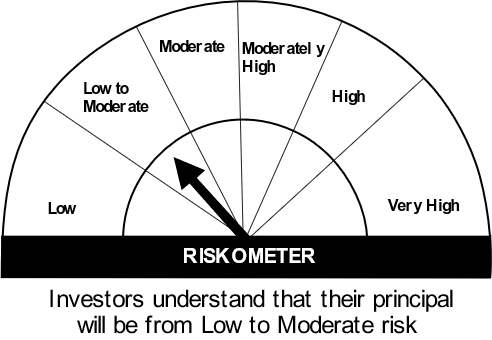 Moderate
Moderately
High
Low to
Moderate
High
Low
Very High
RISKOMETER
Investors understand that their principal
will be from Low to Moderate risk